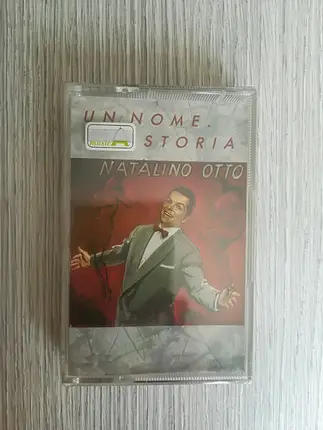 UN NOME.
STORIA
NATALINO OTTO